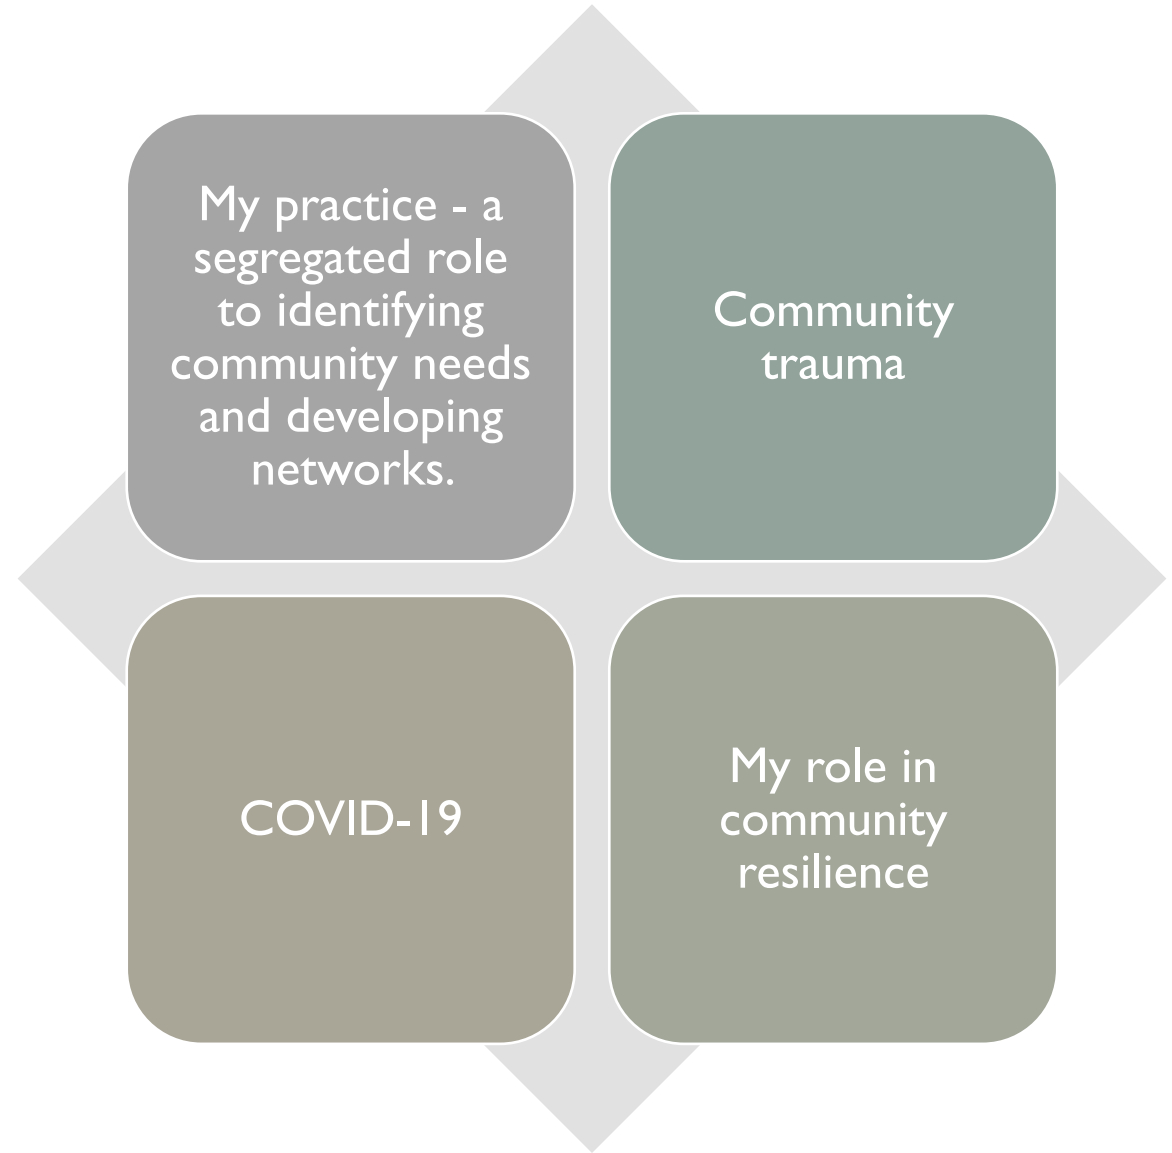 My practice - a
segregated role
to identifying
community needs
and developing
networks.
Community
trauma
COVID-19
My role in
community
resilience